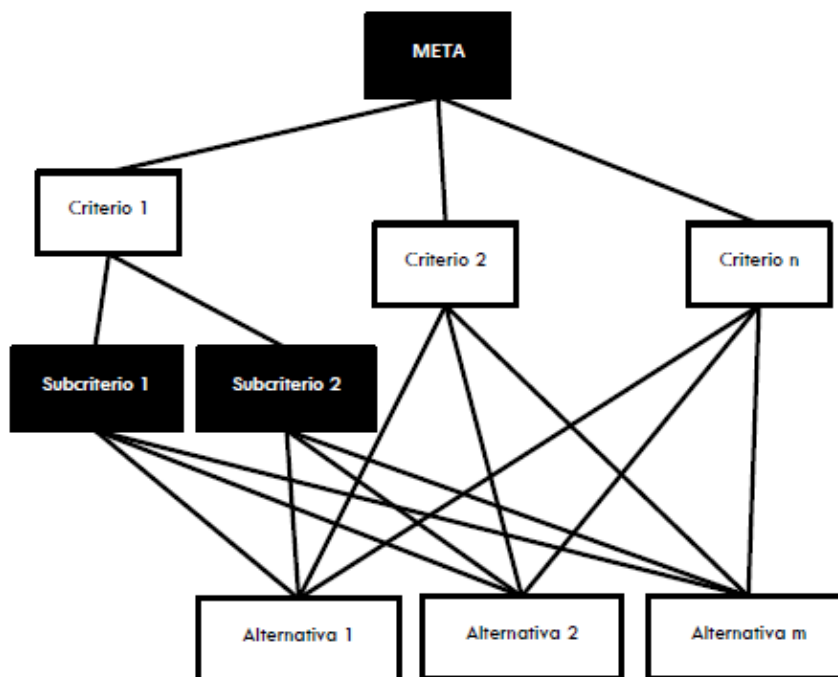 META
Criterio 1
Criterio 2
Criterio n
Subcriterio 1
Subcriterio 2
Alternativa 1
Alternativa 2
Alternativa m